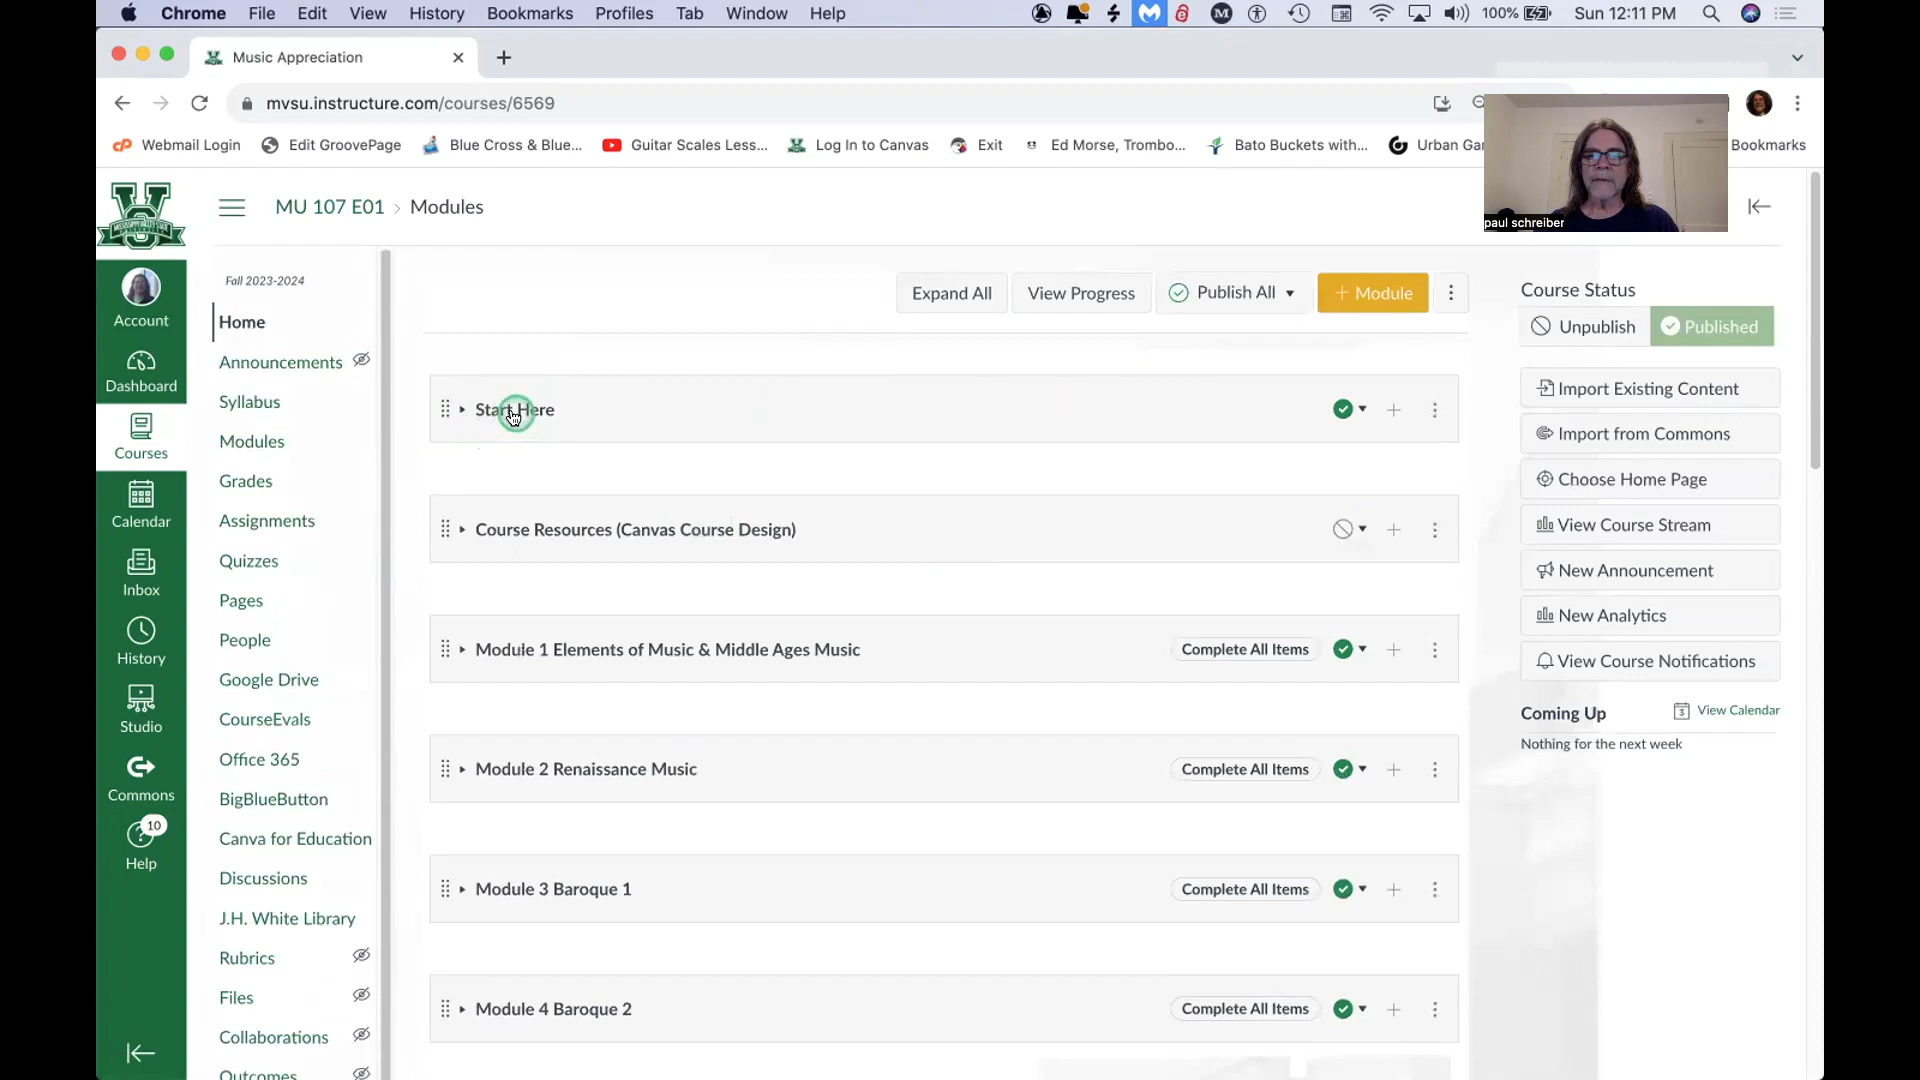 Chrome File Edit View History Bookmarks Profiles Tab Window Help 100% Sun 12:11 PM
Music Appreciation
mvsu.instructure.com/courses/6569
Webmail Login Edit GroovePage Blue Cross & Blue... Guitar Scales Less... Log In to Canvas Exit Ed Morse, Trombo... Bato Buckets with... Urban Gar Bookmarks
paul schreiber
MU 107 E01 › Modules
Account
Dashboard
Courses
Calendar
Inbox
History
Studio
Commons
10
Help
Fall 2023-2024
Home
Announcements
Syllabus
Modules
Grades
Assignments
Quizzes
Pages
People
Google Drive
CourseEvals
Office 365
BigBlueButton
Canva for Education
Discussions
J.H. White Library
Rubrics
Files
Collaborations
Outcomes
Expand All View Progress Publish All + Module
Start Here
Course Resources (Canvas Course Design)
Module 1 Elements of Music & Middle Ages Music Complete All Items
Module 2 Renaissance Music Complete All Items
Module 3 Baroque 1 Complete All Items
Module 4 Baroque 2 Complete All Items
Course Status
Unpublish Published
Import Existing Content
Import from Commons
Choose Home Page
View Course Stream
New Announcement
New Analytics
View Course Notifications
Coming Up 3 View Calendar
Nothing for the next week